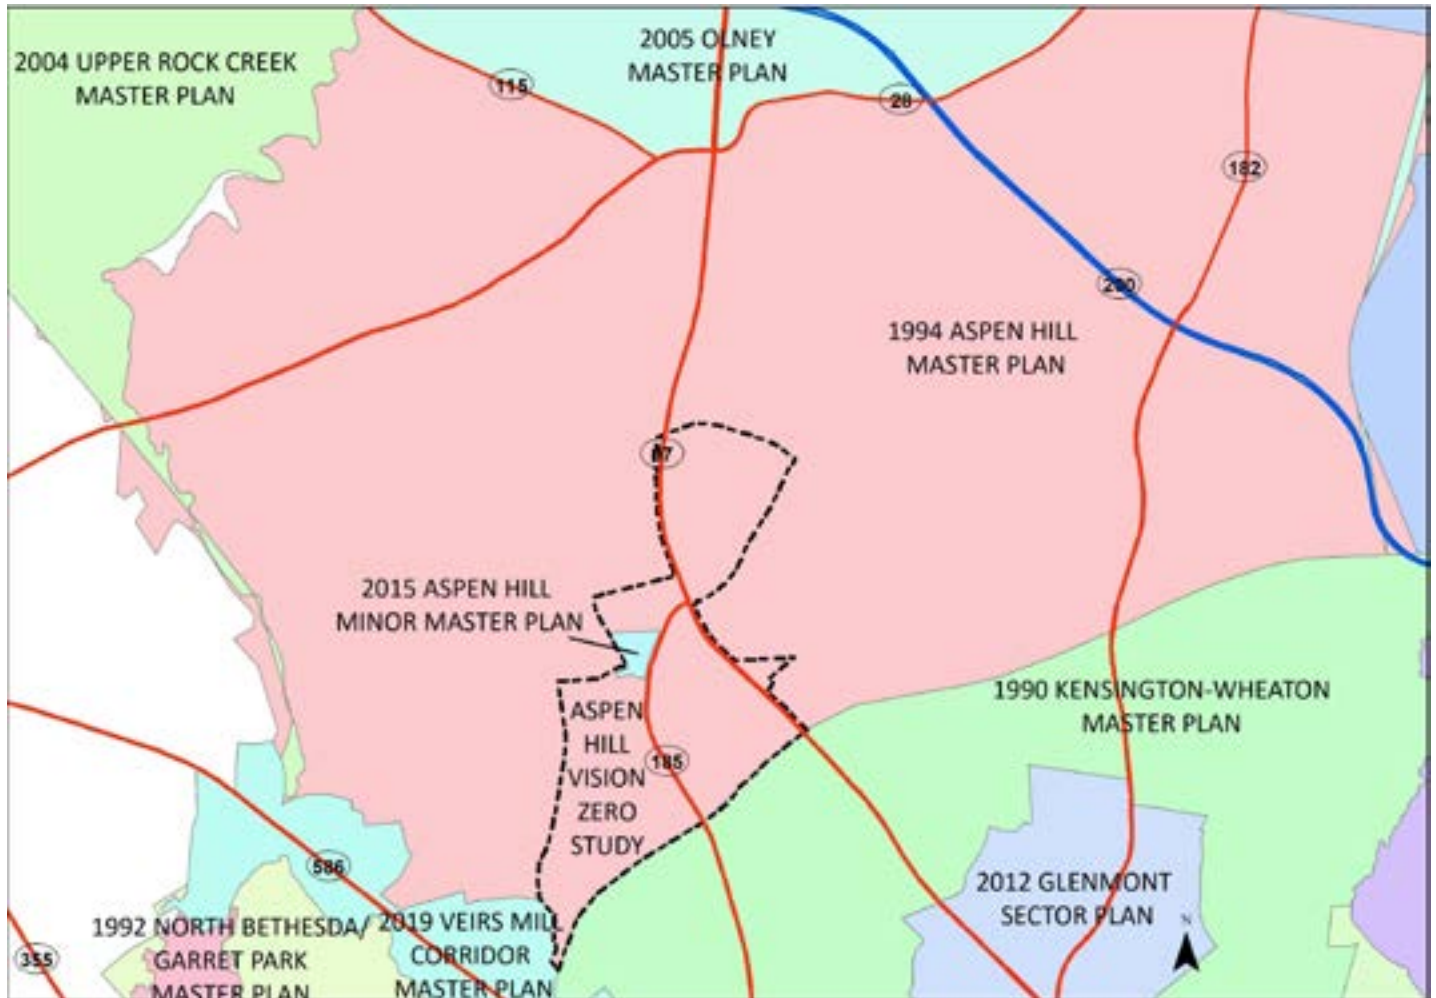 2004 UPPER ROCK CREEK
MASTER PLAN
2005 OLNEY
MASTER PLAN
115
28
182
200
1994 ASPEN HILL
MASTER PLAN
97
2015 ASPEN HILL
MINOR MASTER PLAN
1990 KENSINGTON-WHEATON
MASTER PLAN
ASPEN
HILL
VISION
ZERO
STUDY
185
586
2012 GLENMONT
SECTOR PLAN
N
1992 NORTH BETHESDA/
GARRET PARK
MASTER PLAN
2019 VEIRS MILL
CORRIDOR
MASTER PLAN
355